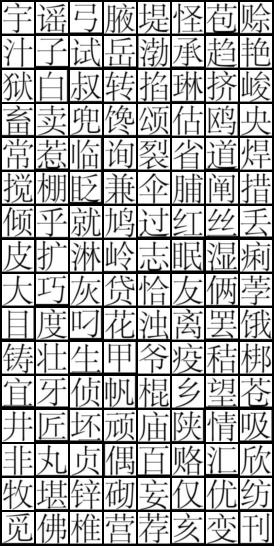 宇谣弓腋堤怪苞赊
汁子试岳渤承趋艳
狱白叔转掐琳挤峻
畜卖兜馋颂估鸥央
常惹临询裂省道焊
搅棚眨兼伞脯阐措
倾乎就鸠过红丝丢
皮扩淋岭志眠湿痢
大巧灰贷恰友俩荸
目度叼花浊离罢饿
铸壮生甲爷疫秸梆
宜牙侦帆棍乡望苍
井匠坯顽庙陕情吸
非丸贞偶百赂汇欣
牧堪锌砌妄仅优纺
觅佛椎营荐亥变刊